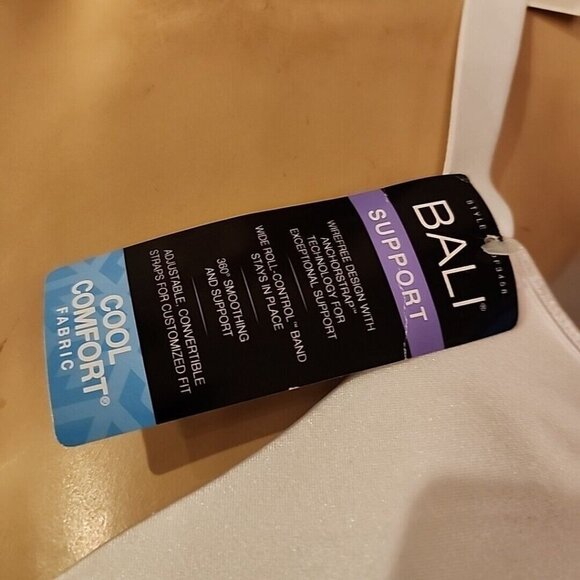 STYLE
BALI®
SUPPORT
WIREFREE DESIGN WITH
ANCHORSTRAP™
TECHNOLOGY FOR
EXCEPTIONAL SUPPORT
WIDE ROLL-CONTROL™ BAND
STAYS IN PLACE
360° SMOOTHING
AND SUPPORT
ADJUSTABLE, CONVERTIBLE
STRAPS FOR CUSTOMIZED FIT
COOL
COMFORT®
FABRIC